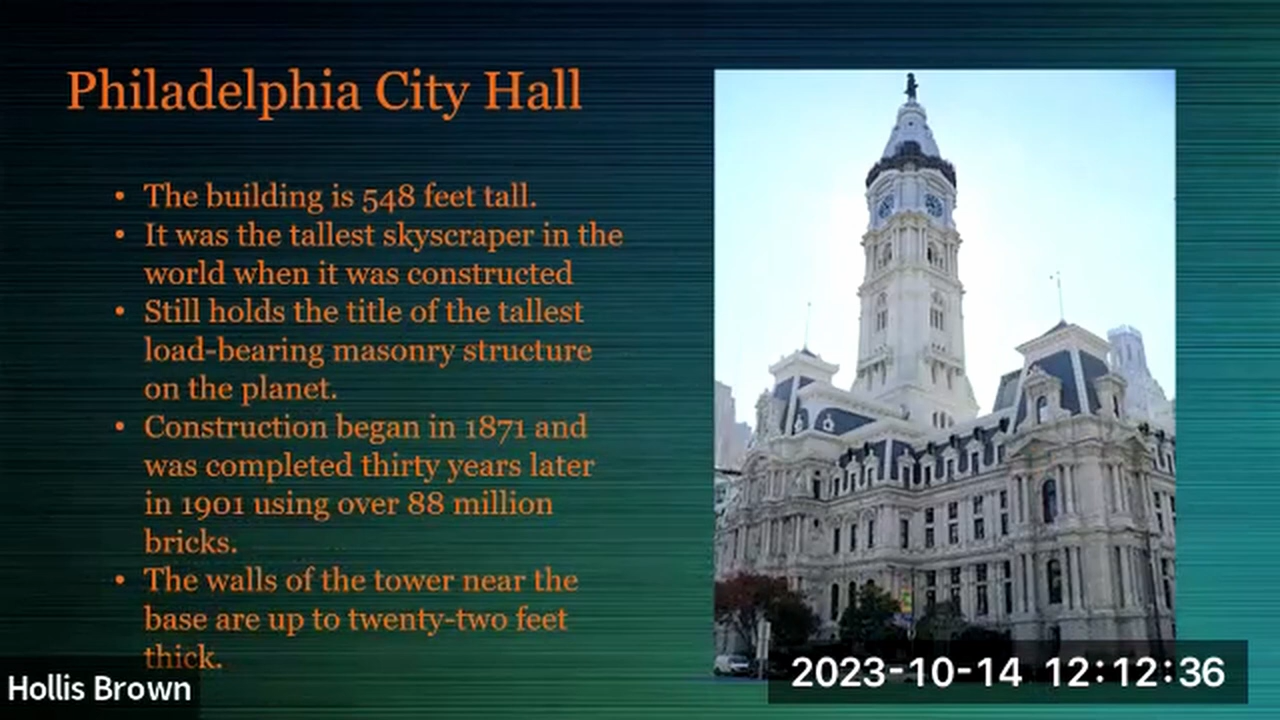 Philadelphia City Hall
• The building is 548 feet tall.
• It was the tallest skyscraper in the
world when it was constructed
• Still holds the title of the tallest
load-bearing masonry structure
on the planet.
• Construction began in 1871 and
was completed thirty years later
in 1901 using over 88 million
bricks.
• The walls of the tower near the
base are up to twenty-two feet
thick.
Hollis Brown
2023-10-14 12:12:36